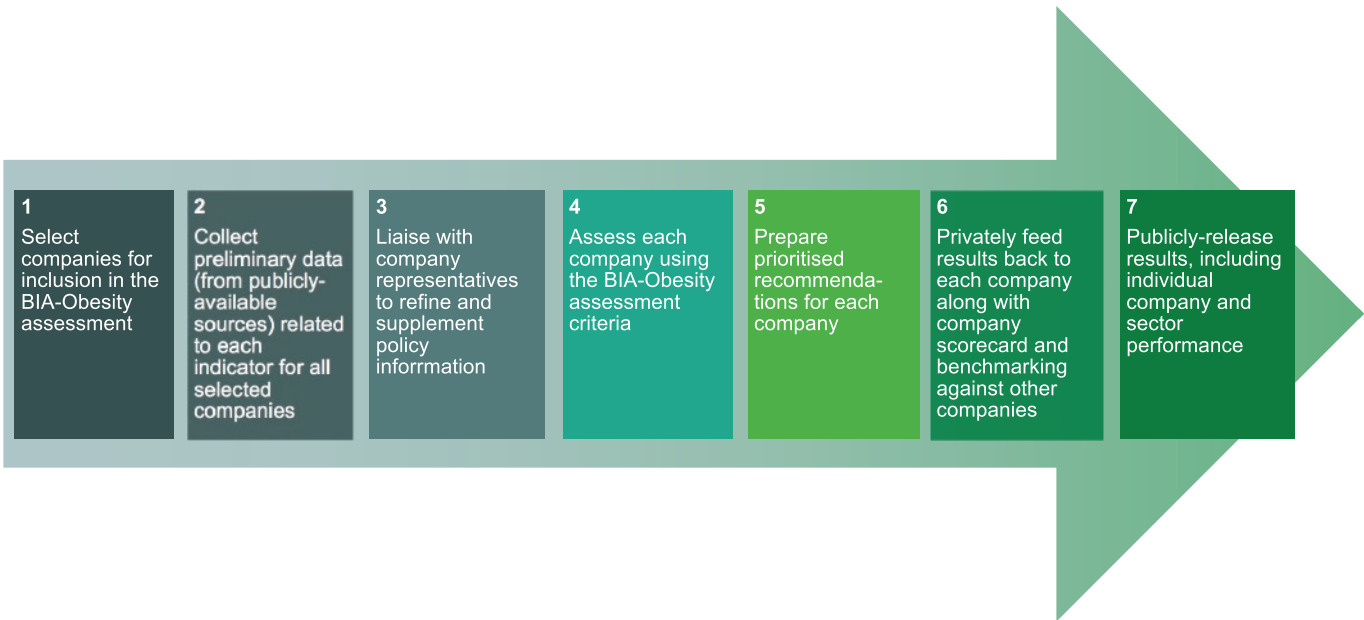 1
Select
companies for
inclusion in the
BIA-Obesity
assessment
2
Collect
preliminary data
(from publicly-
available
sources) related
to each
indicator for all
selected
companies
3
Liaise with
company
representatives
to refine and
supplement
policy
inforrmation
4
Assess each
company using
the BIA-Obesity
assessment
criteria
5
Prepare
prioritised
recommenda-
tions for each
company
6
Privately feed
results back to
each company
along with
company
scorecard and
benchmarking
against other
companies
7
Publicly-release
results, including
individual
company and
sector
performance